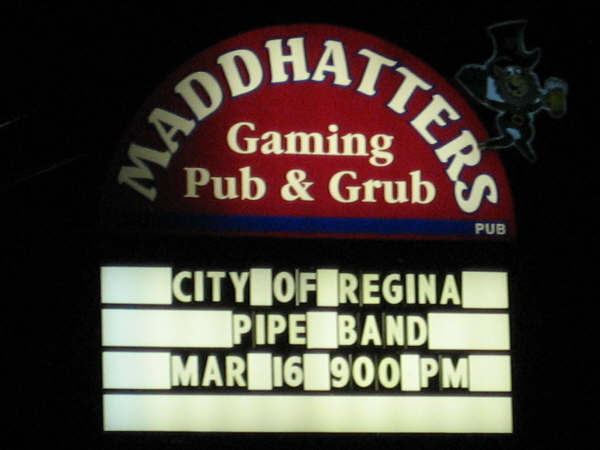 MADDHATTERS
Gaming
Pub & Grub
PUB
CITY OF REGINA
PIPE BAND
MAR 16 900 PM